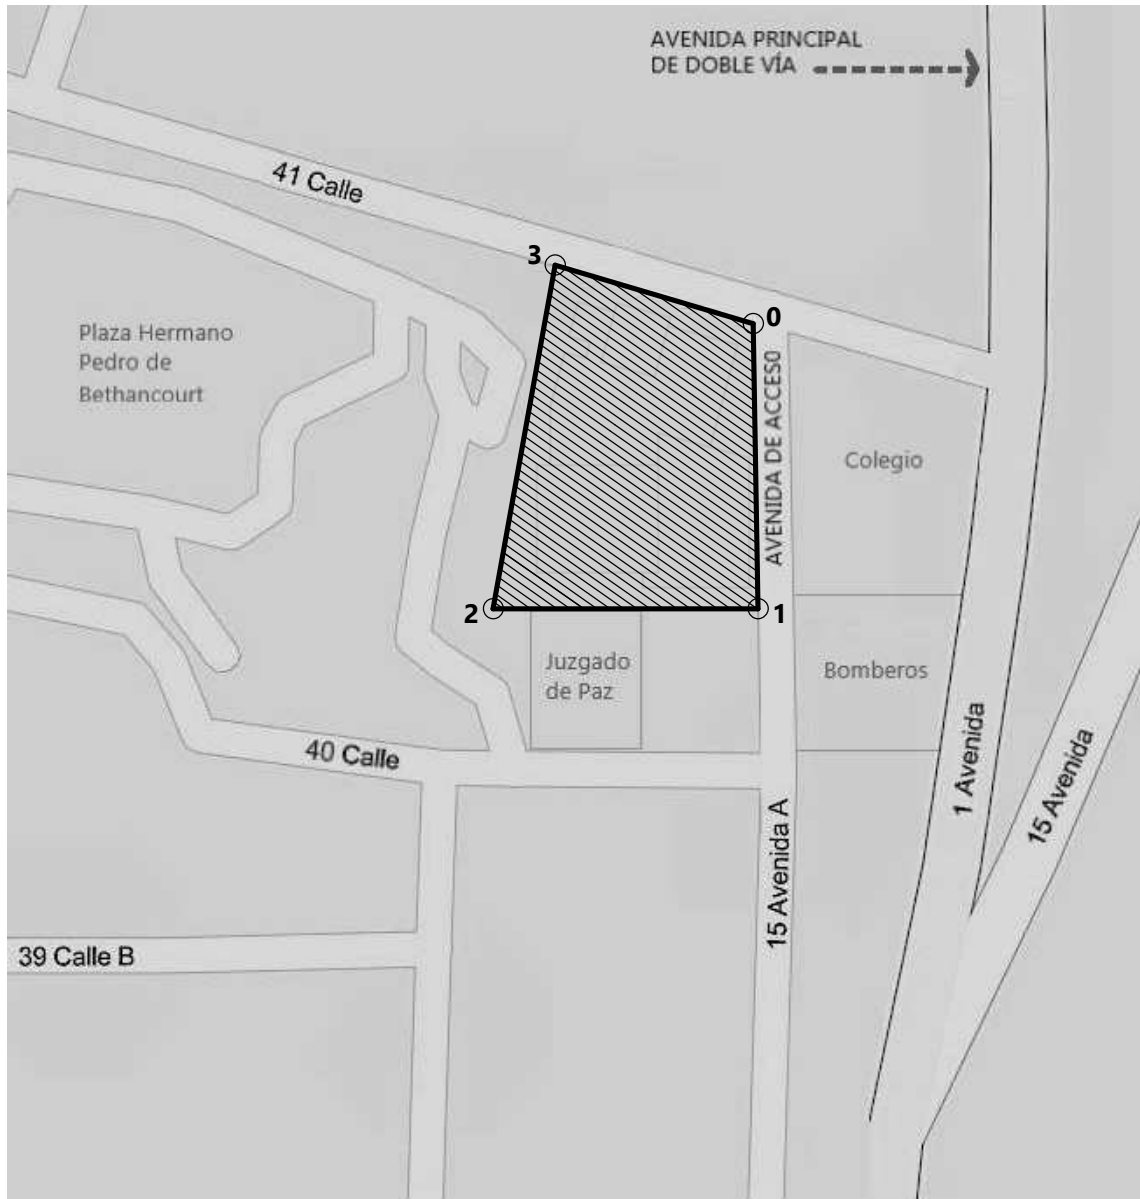 AVENIDA PRINCIPAL
DE DOBLE VÍA
41 Calle
3
0
Plaza Hermano
Pedro de
Bethancourt
AVENIDA DE ACCESO
Colegio
2
1
Juzgado
de Paz
Bomberos
40 Calle
1 Avenida
15 Avenida
15 Avenida A
39 Calle B